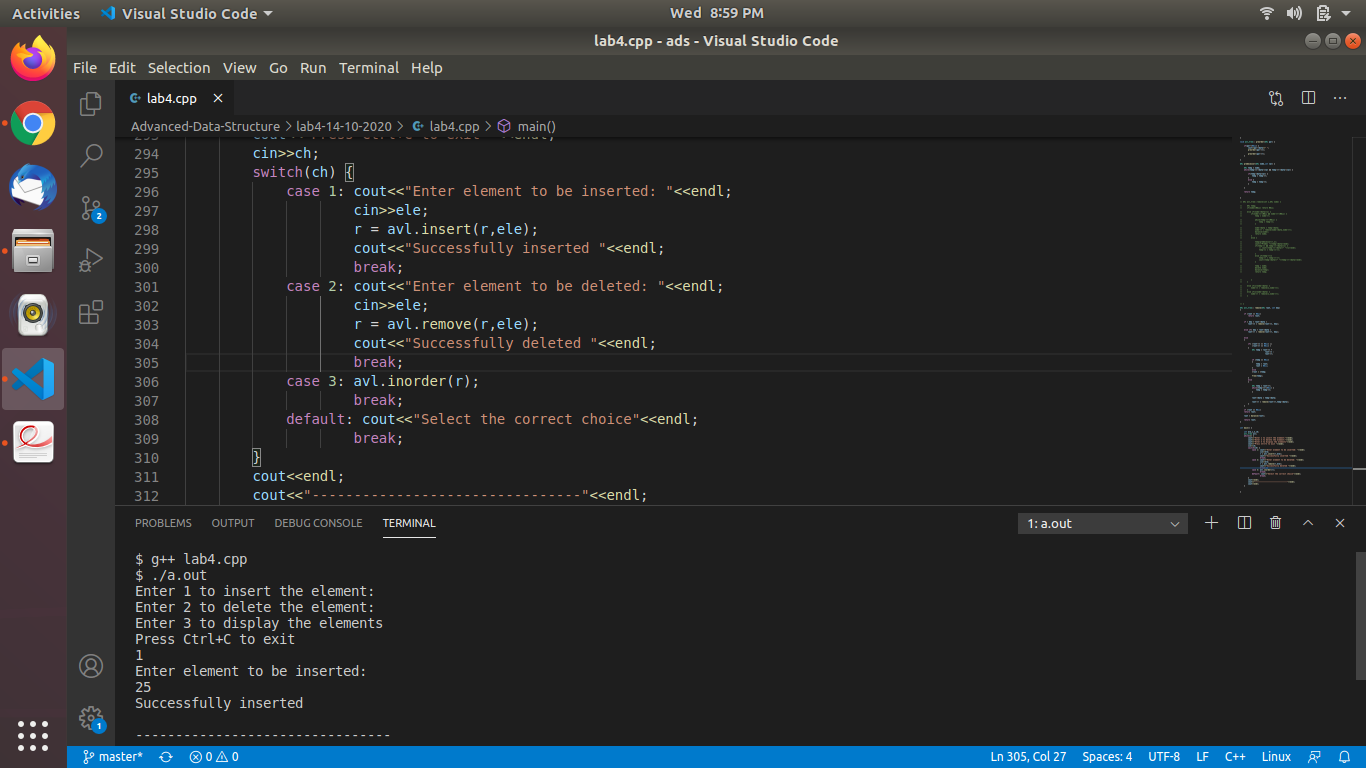 Activities Visual Studio Code Wed 8:59 PM
lab4.cpp - ads - Visual Studio Code
File Edit Selection View Go Run Terminal Help
lab4.cpp
Advanced-Data-Structure > lab4-14-10-2020 > lab4.cpp > main()
294 cin>>ch;
295 switch(ch) {
296 case 1: cout<<"Enter element to be inserted: "<<endl;
297 cin>>ele;
298 r = avl.insert(r,ele);
299 cout<<"Successfully inserted "<<endl;
300 break;
301 case 2: cout<<"Enter element to be deleted: "<<endl;
302 cin>>ele;
303 r = avl.remove(r,ele);
304 cout<<"Successfully deleted "<<endl;
305 break;
306 case 3: avl.inorder(r);
307 break;
308 default: cout<<"Select the correct choice"<<endl;
309 break;
310 }
311 cout<<endl;
312 cout<<"--------------------------------"<<endl;
2
1
PROBLEMS OUTPUT DEBUG CONSOLE TERMINAL 1: a.out
$ g++ lab4.cpp
$ ./a.out
Enter 1 to insert the element:
Enter 2 to delete the element:
Enter 3 to display the elements
Press Ctrl+C to exit
1
Enter element to be inserted:
25
Successfully inserted
--------------------------------
master* 0 0 Ln 305, Col 27 Spaces: 4 UTF-8 LF C++ Linux